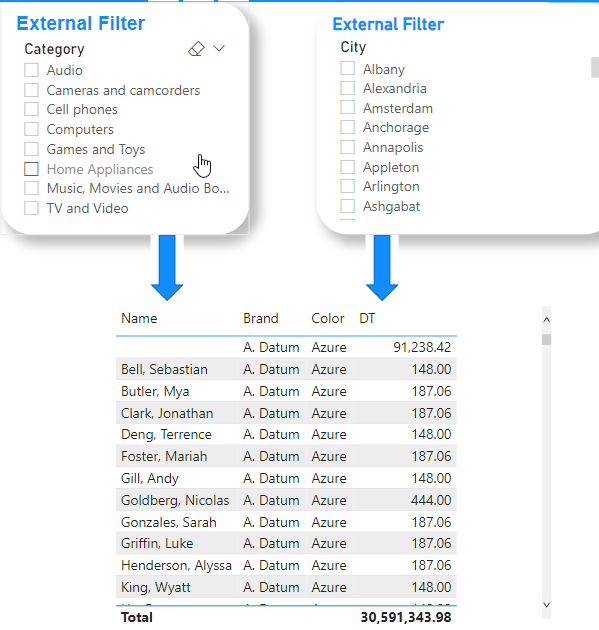 External Filter
Category
Audio
Cameras and camcorders
Cell phones
Computers
Games and Toys
Home Appliances
Music, Movies and Audio Bo...
TV and Video
External Filter
City
Albany
Alexandria
Amsterdam
Anchorage
Annapolis
Appleton
Arlington
Ashgabat
Name Brand Color DT
A. Datum Azure 91,238.42
Bell, Sebastian A. Datum Azure 148.00
Butler, Mya A. Datum Azure 187.06
Clark, Jonathan A. Datum Azure 187.06
Deng, Terrence A. Datum Azure 148.00
Foster, Mariah A. Datum Azure 187.06
Gill, Andy A. Datum Azure 148.00
Goldberg, Nicolas A. Datum Azure 444.00
Gonzales, Sarah A. Datum Azure 187.06
Griffin, Luke A. Datum Azure 187.06
Henderson, Alyssa A. Datum Azure 187.06
King, Wyatt A. Datum Azure 148.00
Total 30,591,343.98